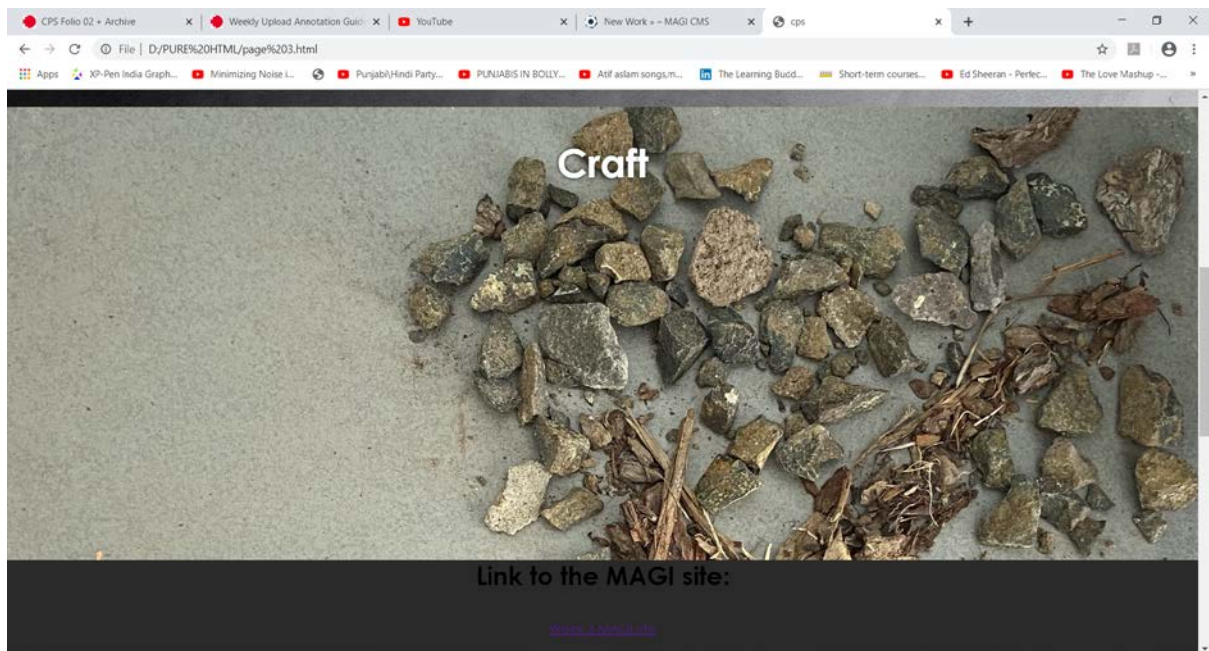 CPS Folio 02 + Archive
Weekly Upload Annotation Guid
YouTube
New Work « – MAGI CMS
cps
File | D:/PURE%20HTML/page%203.html
Apps
XP-Pen India Graph...
Minimizing Noise i...
Punjabi\Hindi Party...
PUNJABIS IN BOLLY...
Atif aslam songs,m...
The Learning Bucd...
Short-term courses...
Ed Sheeran - Perfec...
The Love Mashup -...
Craft
Link to the MAGI site: